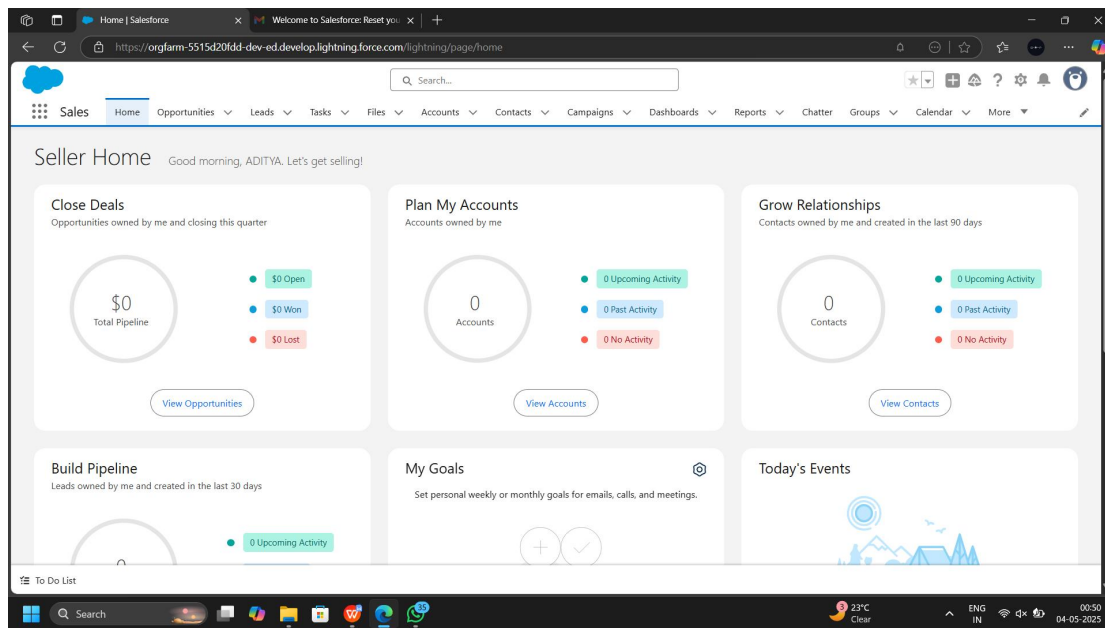 Home | Salesforce
Welcome to Salesforce: Reset you
https://orgfarm-5515d20fdd-dev-ed.develop.lightning.force.com/lightning/page/home
Search...
Sales Home Opportunities Leads Tasks Files Accounts Contacts Campaigns Dashboards Reports Chatter Groups Calendar More
Seller Home Good morning, ADITYA. Let's get selling!
Close Deals
Opportunities owned by me and closing this quarter
$0
Total Pipeline
$0 Open
$0 Won
$0 Lost
View Opportunities
Plan My Accounts
Accounts owned by me
0
Accounts
0 Upcoming Activity
0 Past Activity
0 No Activity
View Accounts
Grow Relationships
Contacts owned by me and created in the last 90 days
0
Contacts
0 Upcoming Activity
0 Past Activity
0 No Activity
View Contacts
Build Pipeline
Leads owned by me and created in the last 30 days
0 Upcoming Activity
My Goals
Set personal weekly or monthly goals for emails, calls, and meetings.
Today's Events
To Do List
Search
35
3
23°C
Clear
ENG
IN
00:50
04-05-2025